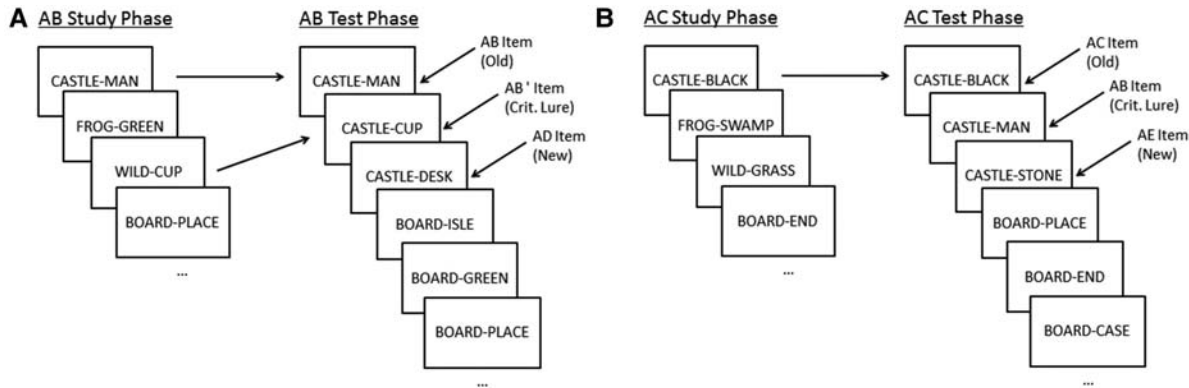 A
AB Study Phase
CASTLE-MAN
FROG-GREEN
WILD-CUP
BOARD-PLACE
...
AB Test Phase
CASTLE-MAN
CASTLE-CUP
CASTLE-DESK
BOARD-ISLE
BOARD-GREEN
BOARD-PLACE
...
AB Item
(Old)
AB ' Item
(Crit. Lure)
AD Item
(New)
B
AC Study Phase
CASTLE-BLACK
FROG-SWAMP
WILD-GRASS
BOARD-END
...
AC Test Phase
CASTLE-BLACK
CASTLE-MAN
CASTLE-STONE
BOARD-PLACE
BOARD-END
BOARD-CASE
...
AC Item
(Old)
AB Item
(Crit. Lure)
AE Item
(New)